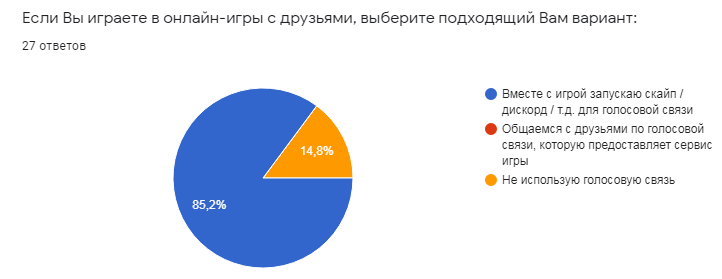 Если Вы играете в онлайн-игры с друзьями, выберите подходящий Вам вариант:
27 ответов
Вместе с игрой запускаю скайп /
дискорд / т.д. для голосовой связи
Общаемся с друзьями по голосовой
связи, которую предоставляет сервис
игры
Не использую голосовую связь
14,8%
85,2%